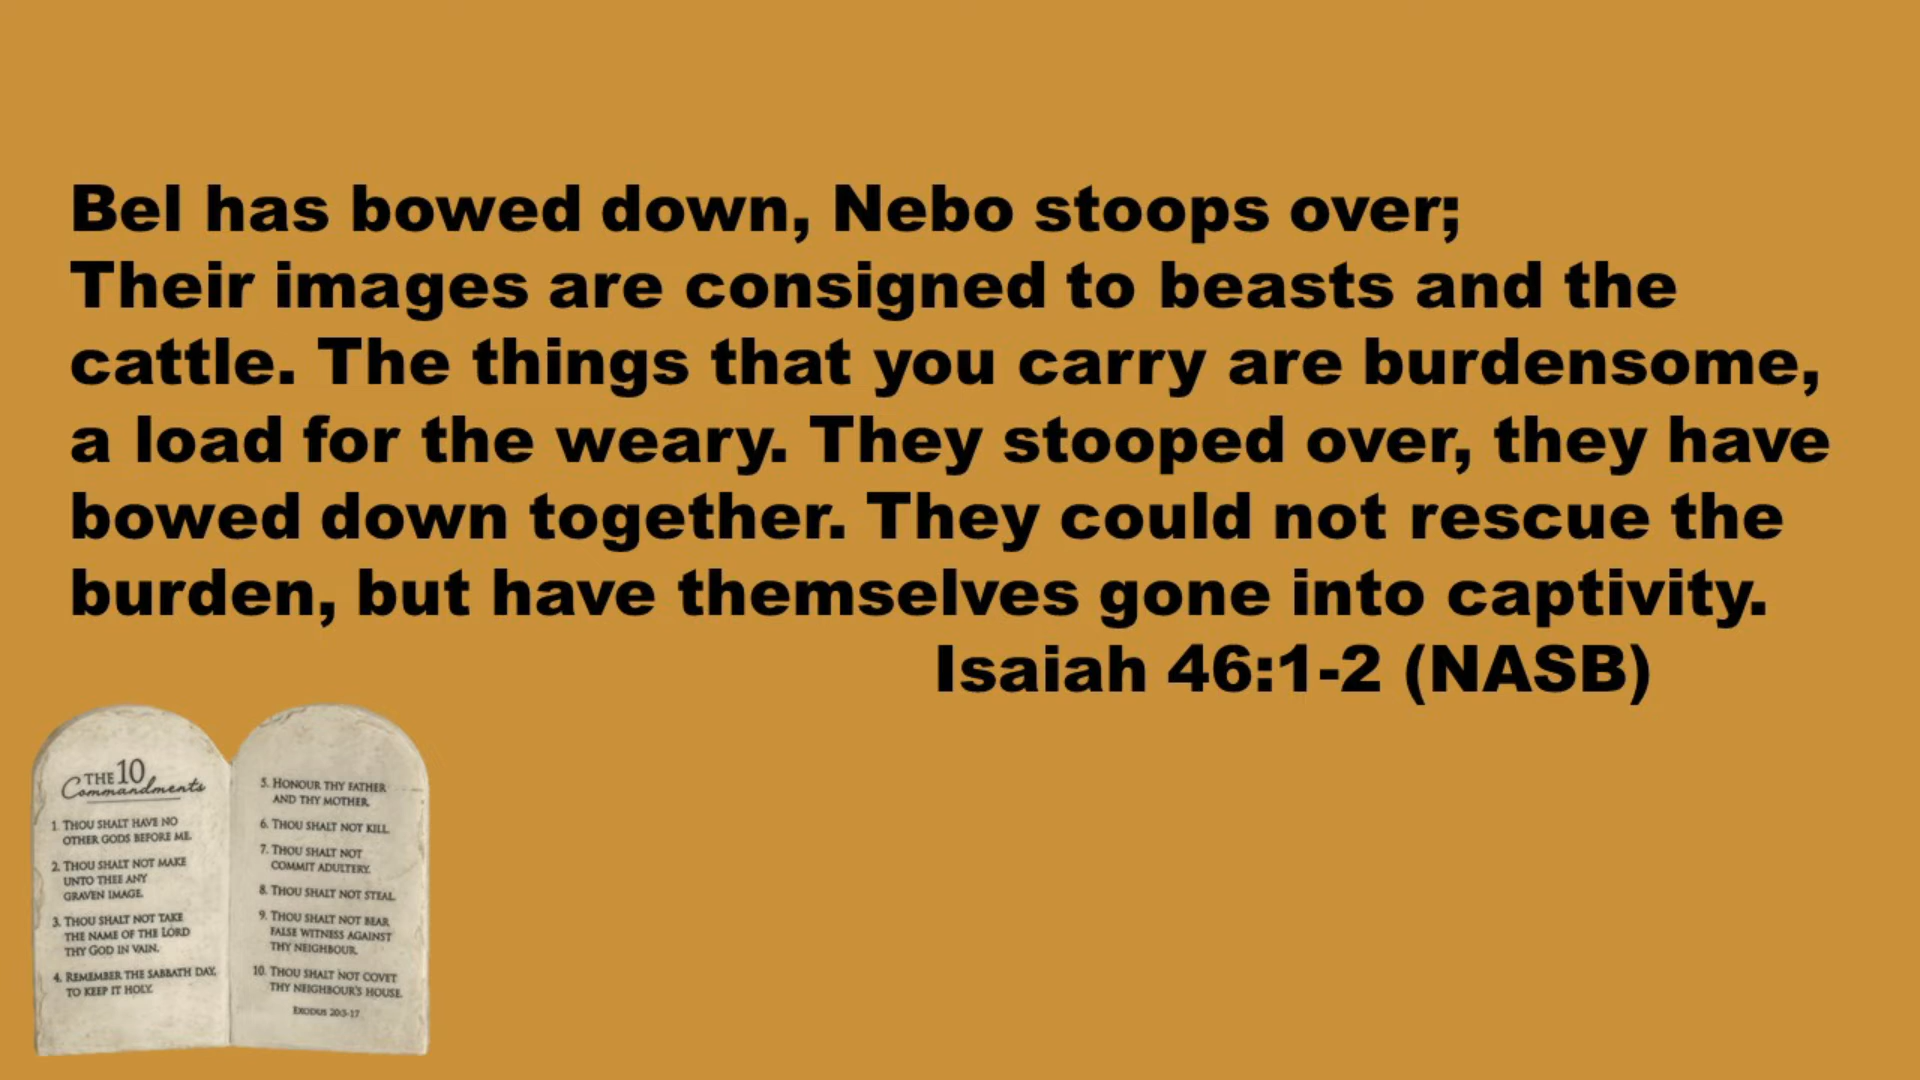 Bel has bowed down, Nebo stoops over;
Their images are consigned to beasts and the
cattle. The things that you carry are burdensome,
a load for the weary. They stooped over, they have
bowed down together. They could not rescue the
burden, but have themselves gone into captivity.
Isaiah 46:1-2 (NASB)
THE 10
Commandments
1. THOU SHALT HAVE NO
OTHER GODS BEFORE ME.
2. THOU SHALT NOT MAKE
UNTO THEE ANY
GRAVEN IMAGE.
3. THOU SHALT NOT TAKE
THE NAME OF THE LORD
THY GOD IN VAIN.
4. REMEMBER THE SABBATH DAY,
TO KEEP IT HOLY.
5. HONOUR THY FATHER
AND THY MOTHER.
6. THOU SHALT NOT KILL.
7. THOU SHALT NOT
COMMIT ADULTERY.
8. THOU SHALT NOT STEAL.
9. THOU SHALT NOT BEAR
FALSE WITNESS AGAINST
THY NEIGHBOUR.
10. THOU SHALT NOT COVET
THY NEIGHBOUR'S HOUSE.
EXODUS 20:3-17